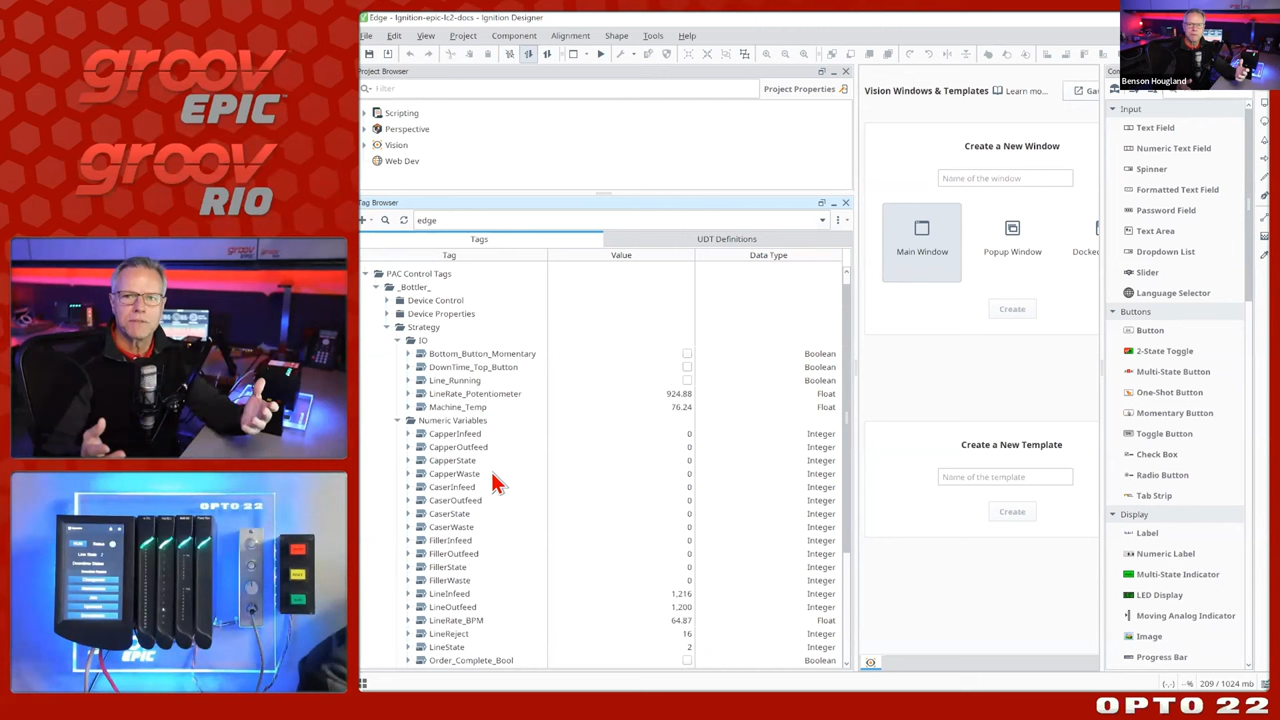 groov
EPIC™
groov
RIO
OPTO 22
EPIC
Edge - Ignition-epic-lc2-docs - Ignition Designer
File Edit View Project Component Alignment Shape Tools Help
Project Browser
Filter
Project Properties
Scripting
Perspective
Vision
Web Dev
Tag Browser
edge
Tags UDT Definitions
Tag Value Data Type
PAC Control Tags
_Bottler_
Device Control
Device Properties
Strategy
IO
Bottom_Button_Momentary Boolean
DownTime_Top_Button Boolean
Line_Running Boolean
LineRate_Potentiometer 924.88 Float
Machine_Temp 76.24 Float
Numeric Variables
CapperInfeed 0 Integer
CapperOutfeed 0 Integer
CapperState 0 Integer
CapperWaste 0 Integer
CaserInfeed 0 Integer
CaserOutfeed 0 Integer
CaserState 0 Integer
CaserWaste 0 Integer
FillerInfeed 0 Integer
FillerOutfeed 0 Integer
FillerState 0 Integer
FillerWaste 0 Integer
LineInfeed 1,216 Integer
LineOutfeed 1,200 Integer
LineRate_BPM 64.87 Float
LineReject 16 Integer
LineState 2 Integer
Order_Complete_Bool Boolean
Vision Windows & Templates Learn mo...
Create a New Window
Name of the window
Main Window Popup Window Docked
Create
Create a New Template
Name of the template
Create
Benson Hougland
Input
Text Field
Numeric Text Field
Spinner
Formatted Text Field
Password Field
Text Area
Dropdown List
Slider
Language Selector
Buttons
Button
2-State Toggle
Multi-State Button
One-Shot Button
Momentary Button
Toggle Button
Check Box
Radio Button
Tab Strip
Display
Label
Numeric Label
Multi-State Indicator
LED Display
Moving Analog Indicator
Image
Progress Bar
(-,-) --% 209 / 1024 mb
OPTO 22